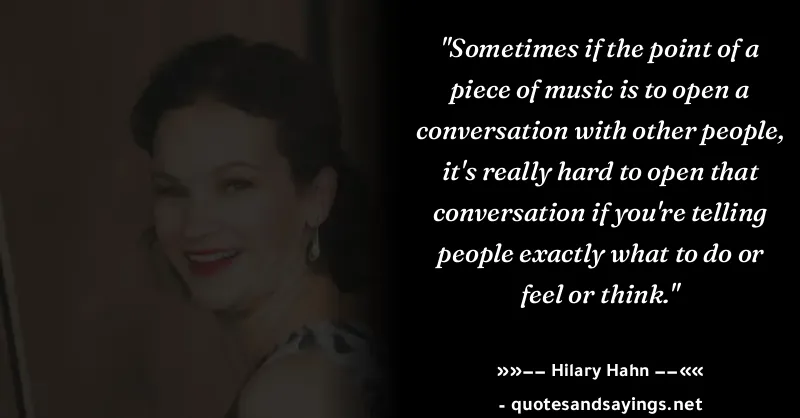 "Sometimes if the point of a
piece of music is to open a
conversation with other people,
it's really hard to open that
conversation if you're telling
people exactly what to do or
feel or think."
»»−− Hilary Hahn −−««
- quotesandsayings.net